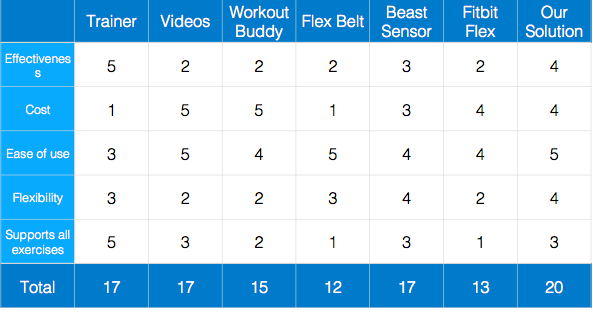 Trainer Videos Workout Buddy Flex Belt Beast Sensor Fitbit Flex Our Solution
Effectiveness 5 2 2 2 3 2 4
Cost 1 5 5 1 3 4 4
Ease of use 3 5 4 5 4 4 5
Flexibility 3 2 2 3 4 2 4
Supports all exercises 5 3 2 1 3 1 3
Total 17 17 15 12 17 13 20